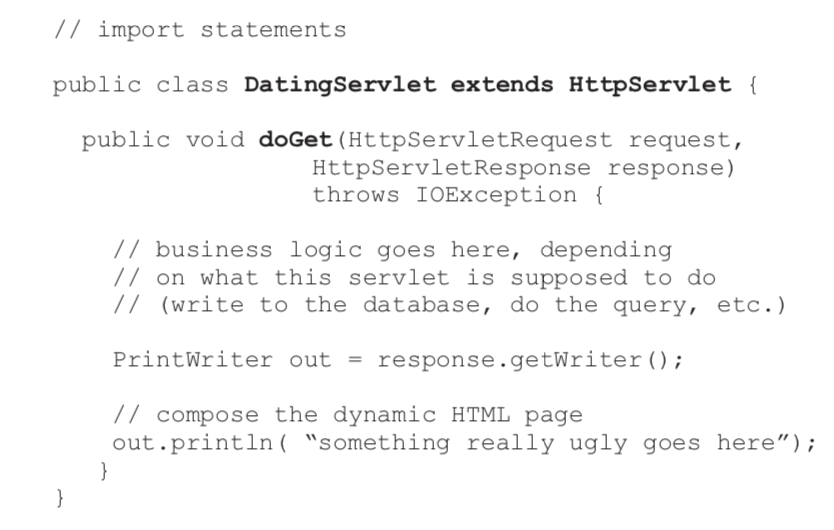 // import statements
public class DatingServlet extends HttpServlet {
public void doGet(HttpServletRequest request,
HttpServletResponse response)
throws IOException {
// business logic goes here, depending
// on what this servlet is supposed to do
// (write to the database, do the query, etc.)
PrintWriter out = response.getWriter();
// compose the dynamic HTML page
out.println( “something really ugly goes here”);
}
}